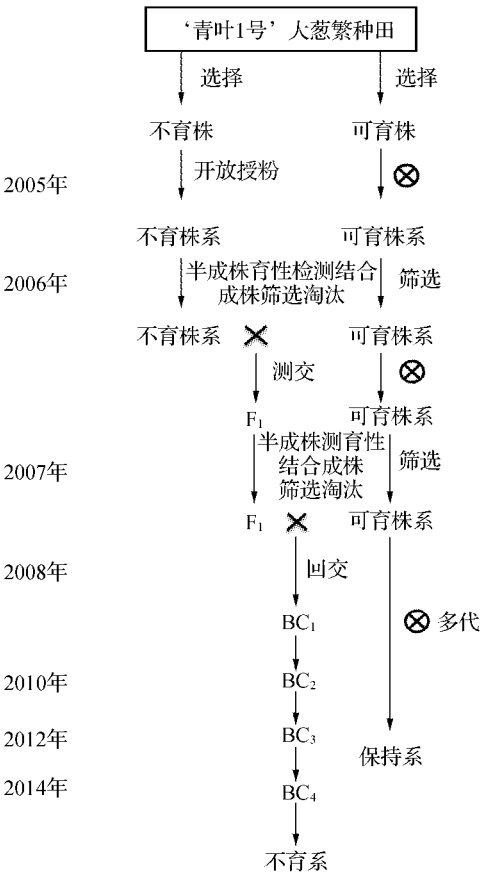 ‘青叶1号’大葱繁种田
选择 选择
不育株 可育株
开放授粉
2005年
不育株系 可育株系
半成株育性检测结合
成株筛选淘汰
筛选
2006年
不育株系 可育株系
测交
F₁ 可育株系
半成株测育性
结合成株
筛选淘汰
筛选
2007年
F₁ 可育株系
回交
2008年
BC₁
多代
BC₂
2010年
BC₃
2012年
保持系
2014年
BC₄
不育系